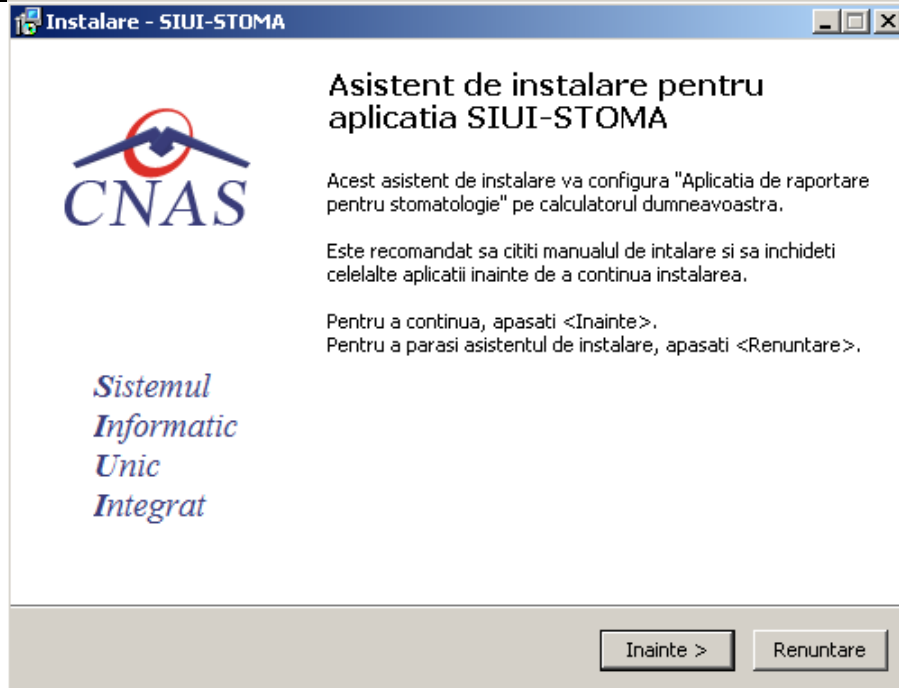 Instalare - SIUI-STOMA
Asistent de instalare pentru
aplicatia SIUI-STOMA
CNAS
Acest asistent de instalare va configura "Aplicatia de raportare
pentru stomatologie" pe calculatorul dumneavoastra.
Este recomandat sa cititi manualul de intalare si sa inchideti
celelalte aplicatii inainte de a continua instalarea.
Pentru a continua, apasati <Inainte>.
Pentru a parasi asistentul de instalare, apasati <Renuntare>.
Sistemul
Informatic
Unic
Integrat
Inainte >
Renuntare